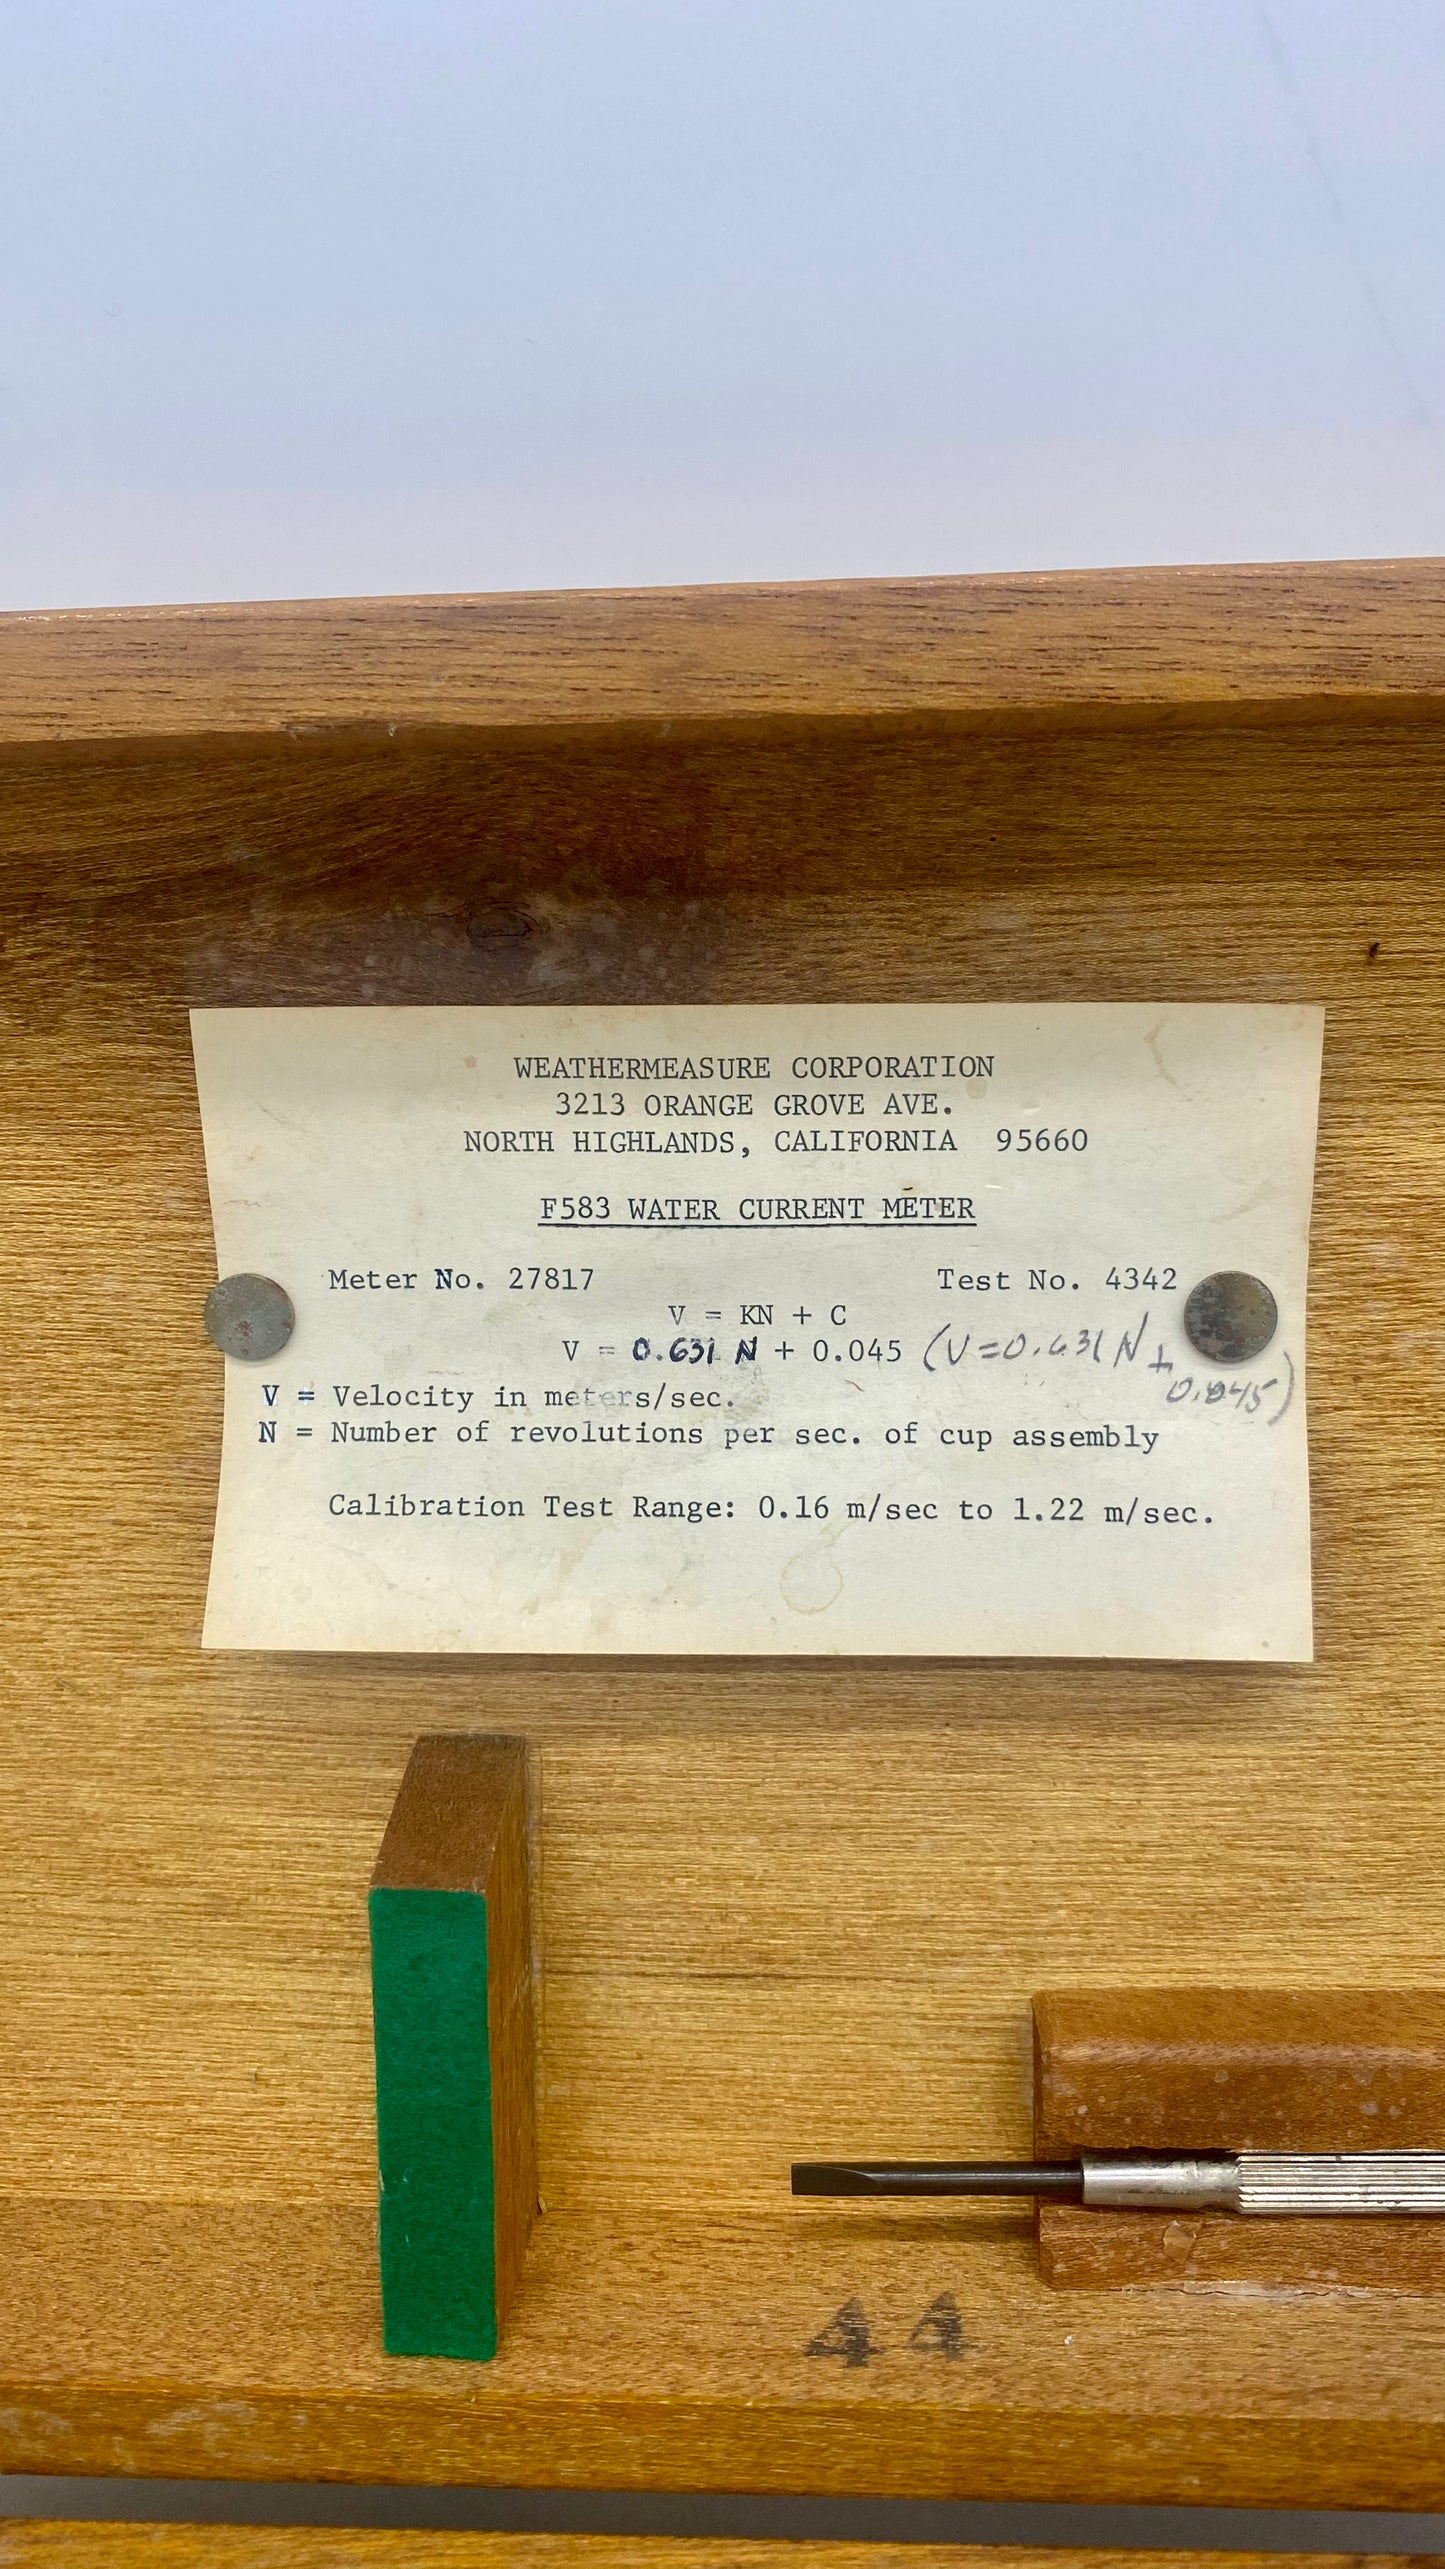 WEATHERMEASURE CORPORATION
3213 ORANGE GROVE AVE.
NORTH HIGHLANDS, CALIFORNIA 95660
F583 WATER CURRENT METER
Meter No. 27817 Test No. 4342
V = KN + C
V = 0.631 N + 0.045 (V=0.631 N +
0.045)
V = Velocity in meters/sec.
N = Number of revolutions per sec. of cup assembly
Calibration Test Range: 0.16 m/sec to 1.22 m/sec.
44